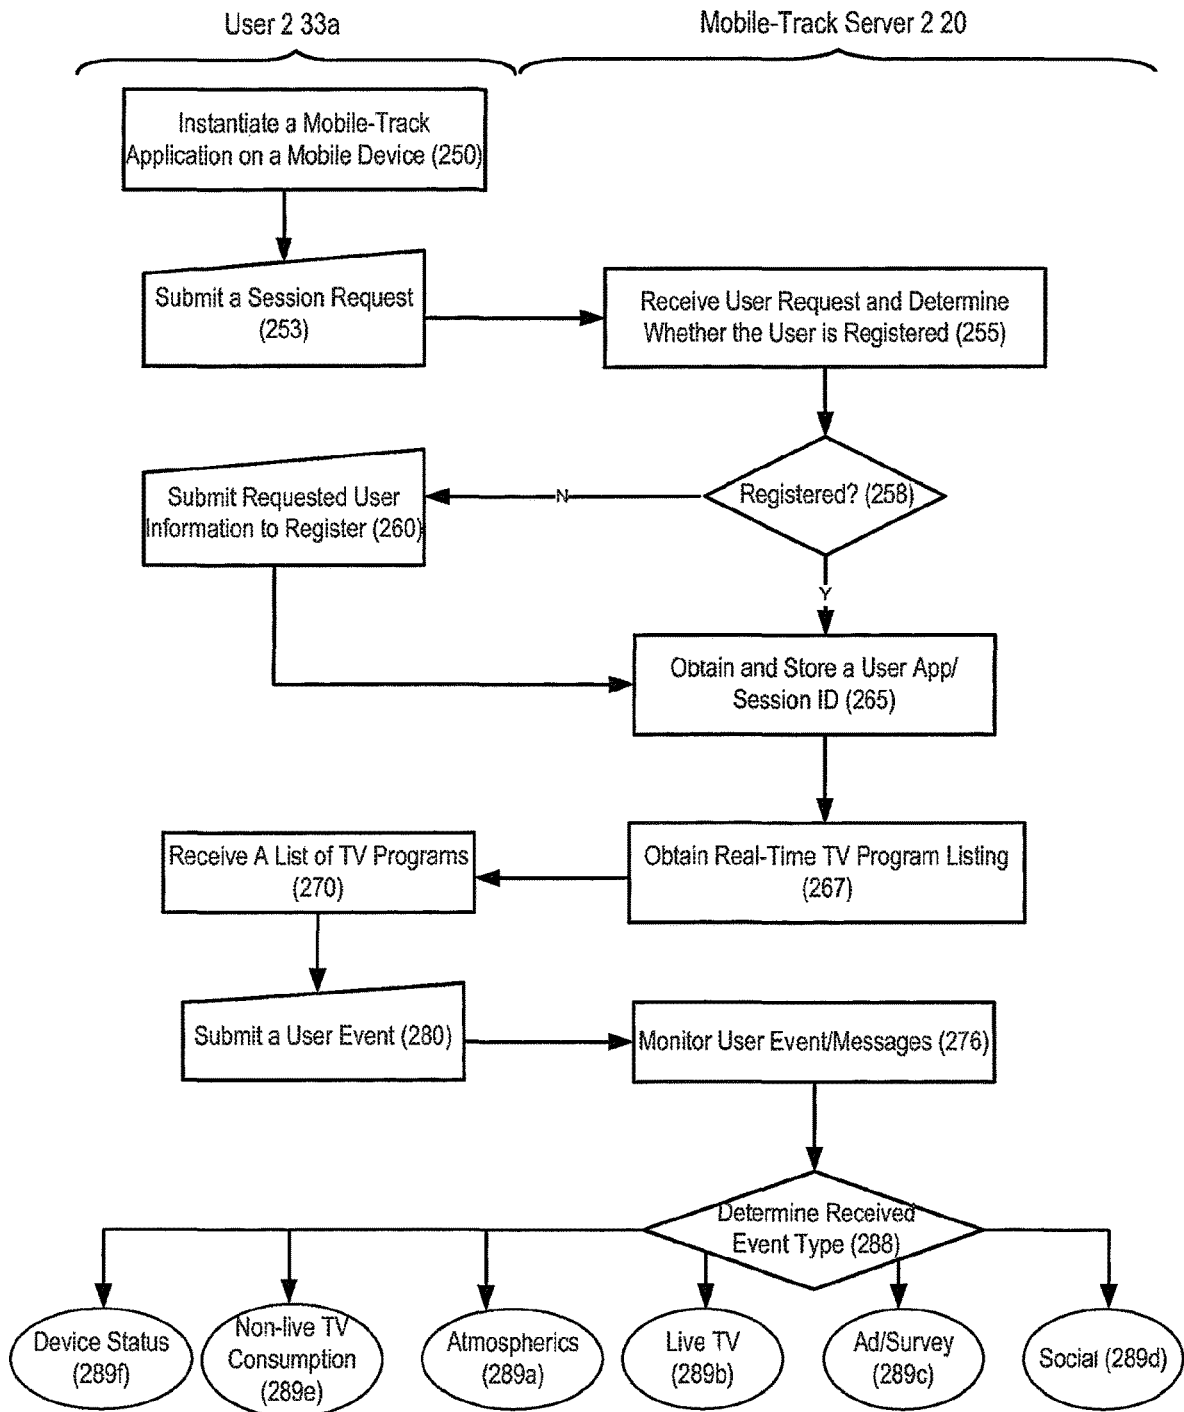 User 2 33a
Mobile-Track Server 2 20
Instantiate a Mobile-Track
Application on a Mobile Device (250)
Submit a Session Request
(253)
Receive User Request and Determine
Whether the User is Registered (255)
Registered? (258)
N
Submit Requested User
Information to Register (260)
Y
Obtain and Store a User App/
Session ID (265)
Obtain Real-Time TV Program Listing
(267)
Receive A List of TV Programs
(270)
Submit a User Event (280)
Monitor User Event/Messages (276)
Determine Received
Event Type (288)
Device Status
(289f)
Non-live TV
Consumption
(289e)
Atmospherics
(289a)
Live TV
(289b)
Ad/Survey
(289c)
Social (289d)